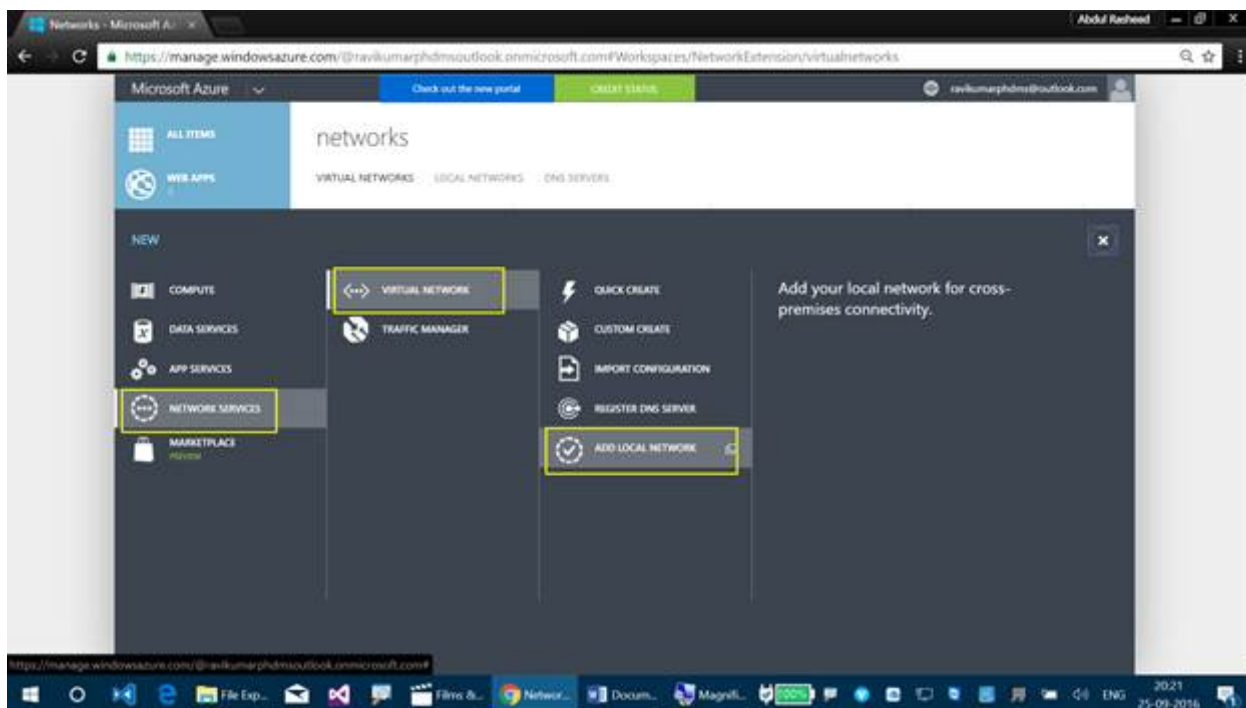 Networks - Microsoft A
Abdul Rasheed
https://manage.windowsazure.com/@ravikumarphdmsoutlook.onmicrosoft.com#Workspaces/NetworkExtension/virtualnetworks
Microsoft Azure
Check out the new portal
CREDIT STATUS
ravikumarphdms@outlook.com
ALL ITEMS
networks
WEB APPS
VIRTUAL NETWORKS LOCAL NETWORKS DNS SERVERS
NEW
COMPUTE
VIRTUAL NETWORK
QUICK CREATE
Add your local network for cross-
premises connectivity.
DATA SERVICES
TRAFFIC MANAGER
CUSTOM CREATE
APP SERVICES
IMPORT CONFIGURATION
NETWORK SERVICES
REGISTER DNS SERVER
MARKETPLACE
PREVIEW
ADD LOCAL NETWORK
https://manage.windowsazure.com/@ravikumarphdmsoutlook.onmicrosoft.com#
File Exp... Films &... Networ... Docum... Magnifi... 100% ENG
20:21
25-09-2016